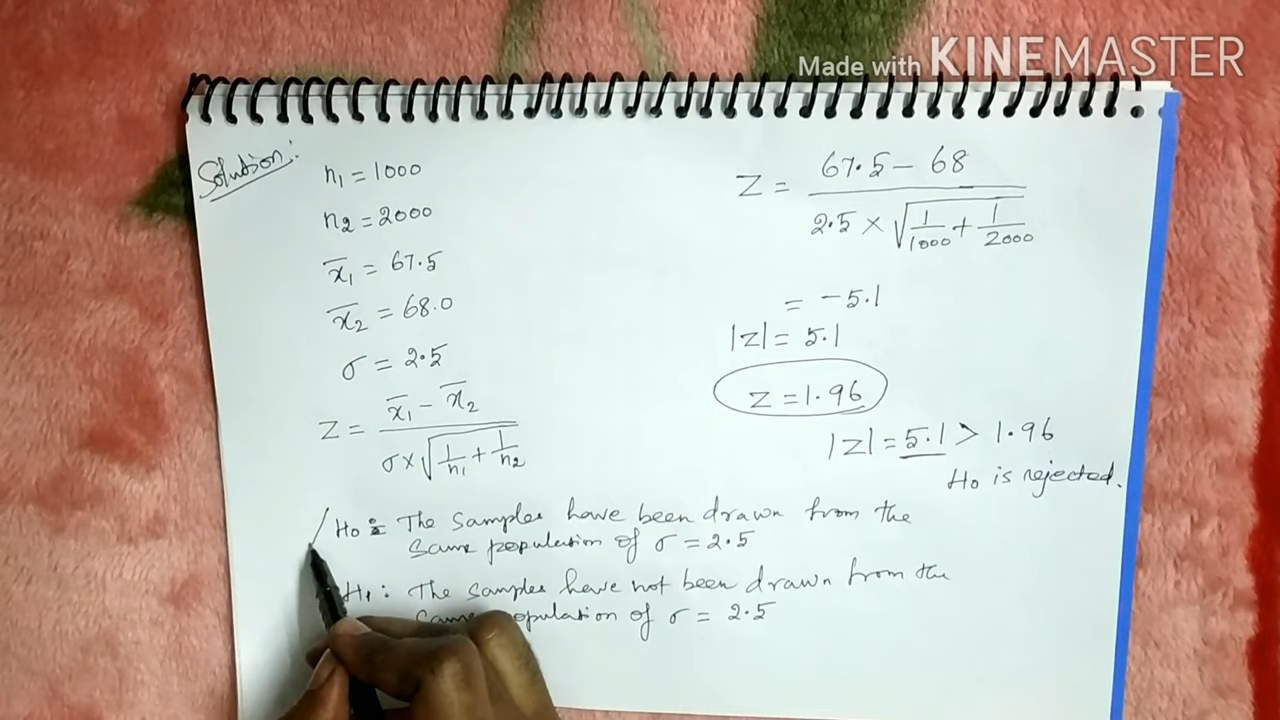 Made with KINEMASTER
Solution:
n₁ = 1000
n₂ = 2000
x̄₁ = 67.5
x̄₂ = 68.0
σ = 2.5
Z = (x̄₁ − x̄₂) / (σ × √(1/n₁ + 1/n₂))
Z = (67.5 − 68) / (2.5 × √(1/1000 + 1/2000))
= −5.1
|Z| = 5.1
Z = 1.96
|Z| = 5.1 > 1.96
H₀ is rejected.
H₀: The samples have been drawn from the
same population of σ = 2.5
H₁: The samples have not been drawn from the
same population of σ = 2.5